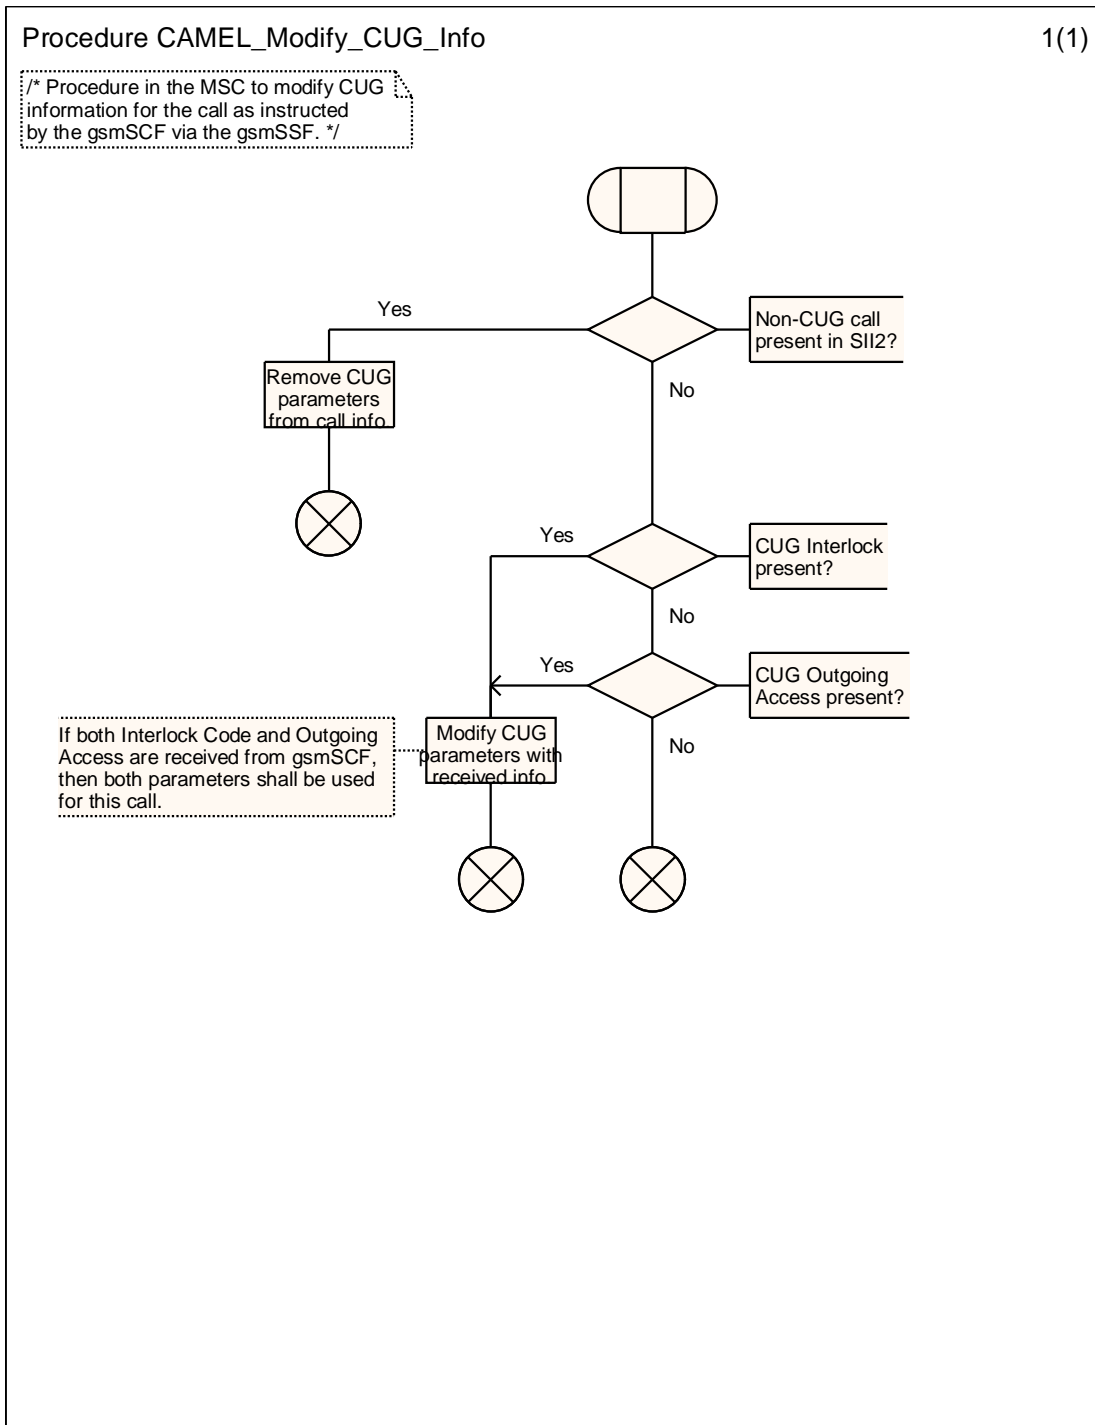 Procedure CAMEL_Modify_CUG_Info
1(1)
/* Procedure in the MSC to modify CUG
information for the call as instructed
by the gsmSCF via the gsmSSF. */
Yes
Non-CUG call
present in SII2?
Remove CUG
parameters
from call info.
No
Yes
CUG Interlock
present?
No
Yes
CUG Outgoing
Access present?
If both Interlock Code and Outgoing
Access are received from gsmSCF,
then both parameters shall be used
for this call.
Modify CUG
parameters with
received info.
No